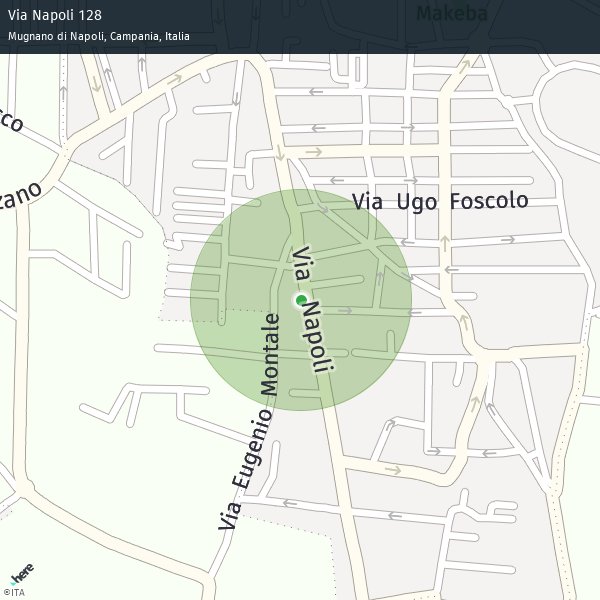 Via Napoli 128
Mugnano di Napoli, Campania, Italia
Makeba
cco
zano
Via Ugo Foscolo
Via Napoli
Via Eugenio Montale
here
©ITA